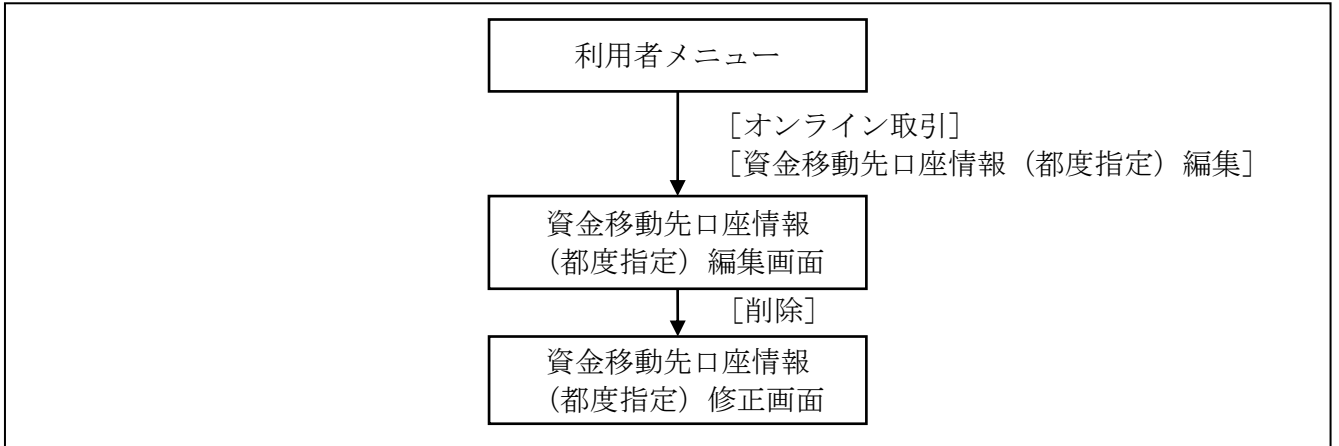 利用者メニュー
［オンライン取引］
［資金移動先口座情報（都度指定）編集］
資金移動先口座情報
（都度指定）編集画面
［削除］
資金移動先口座情報
（都度指定）修正画面